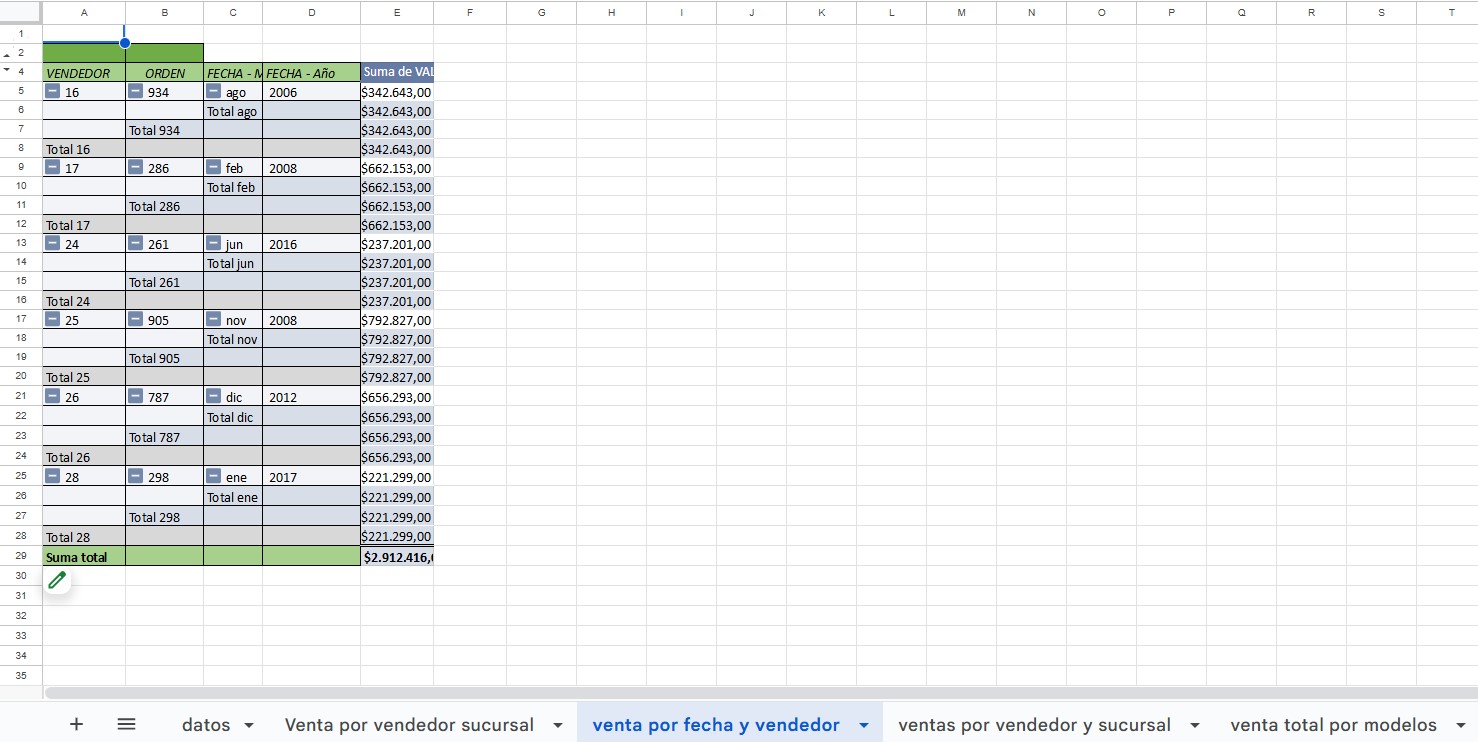 A B C D E F G H I J K L M N O P Q R S T
1
2
4 VENDEDOR ORDEN FECHA - M FECHA - Año Suma de VAL
5 16 934 ago 2006 $342.643,00
6 Total ago $342.643,00
7 Total 934 $342.643,00
8 Total 16 $342.643,00
9 17 286 feb 2008 $662.153,00
10 Total feb $662.153,00
11 Total 286 $662.153,00
12 Total 17 $662.153,00
13 24 261 jun 2016 $237.201,00
14 Total jun $237.201,00
15 Total 261 $237.201,00
16 Total 24 $237.201,00
17 25 905 nov 2008 $792.827,00
18 Total nov $792.827,00
19 Total 905 $792.827,00
20 Total 25 $792.827,00
21 26 787 dic 2012 $656.293,00
22 Total dic $656.293,00
23 Total 787 $656.293,00
24 Total 26 $656.293,00
25 28 298 ene 2017 $221.299,00
26 Total ene $221.299,00
27 Total 298 $221.299,00
28 Total 28 $221.299,00
29 Suma total $2.912.416,
30
31
32
33
34
35
datos Venta por vendedor sucursal venta por fecha y vendedor ventas por vendedor y sucursal venta total por modelos